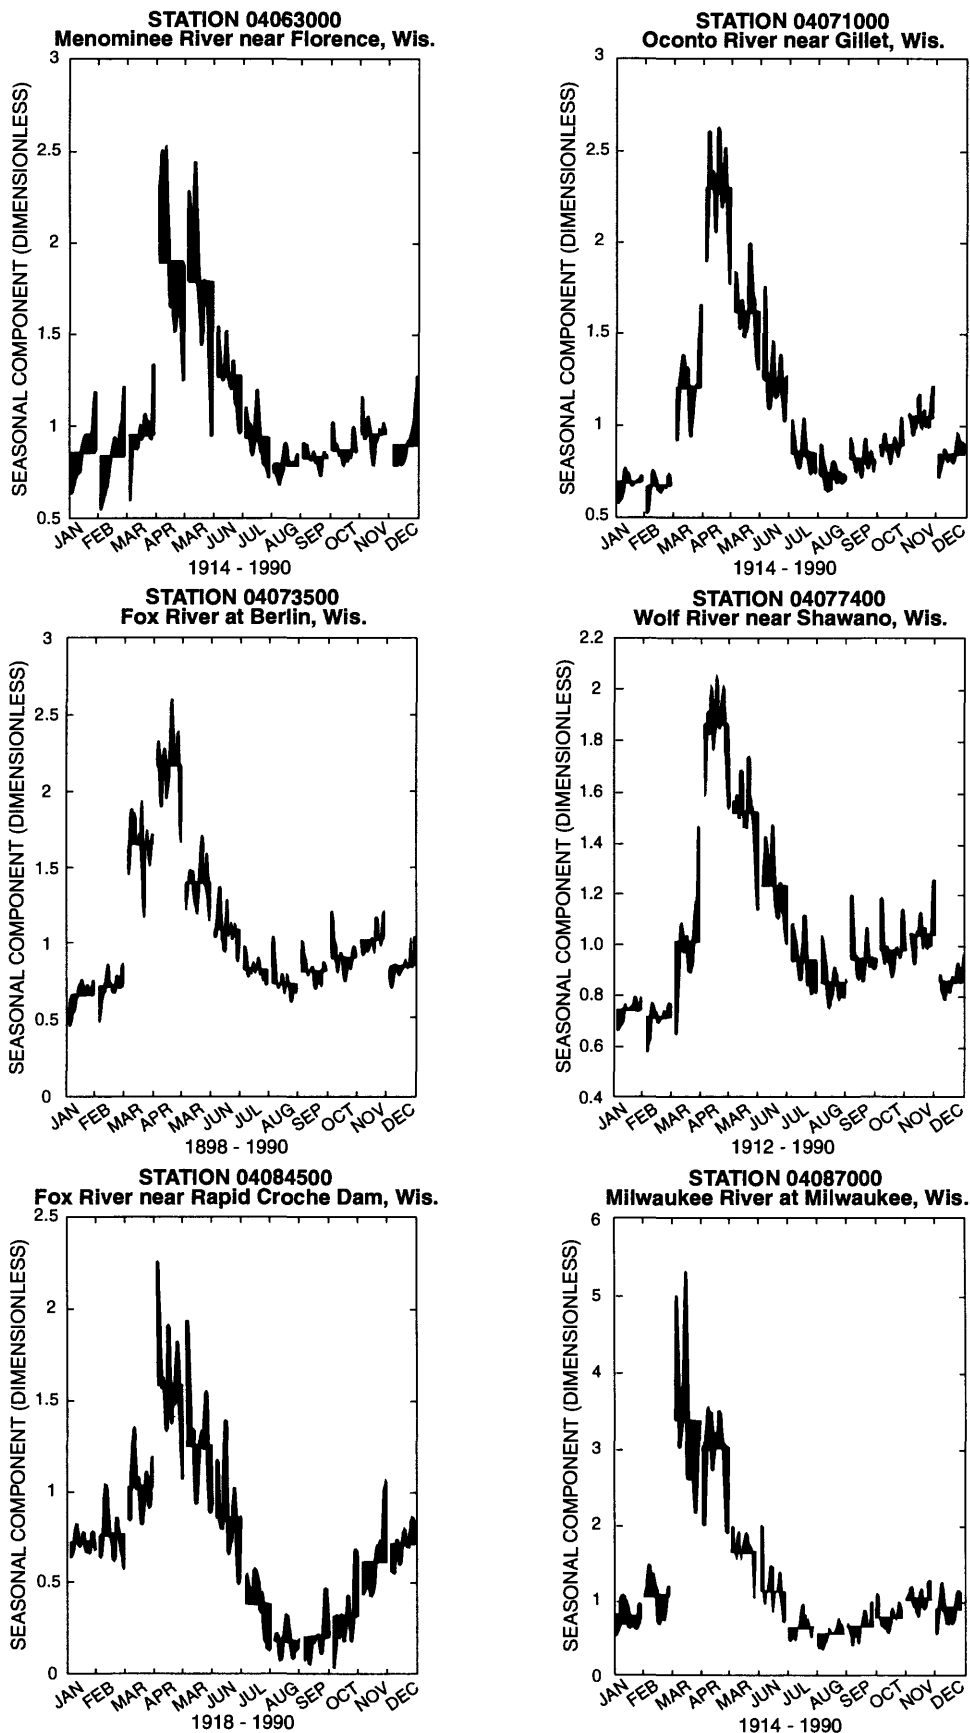 STATION 04063000
Menominee River near Florence, Wis.
SEASONAL COMPONENT (DIMENSIONLESS)
3
2.5
2
1.5
1
0.5
JAN FEB MAR APR MAR JUN JUL AUG SEP OCT NOV DEC
1914 - 1990
STATION 04071000
Oconto River near Gillet, Wis.
SEASONAL COMPONENT (DIMENSIONLESS)
3
2.5
2
1.5
1
0.5
JAN FEB MAR APR MAR JUN JUL AUG SEP OCT NOV DEC
1914 - 1990
STATION 04073500
Fox River at Berlin, Wis.
SEASONAL COMPONENT (DIMENSIONLESS)
3
2.5
2
1.5
1
0.5
0
JAN FEB MAR APR MAR JUN JUL AUG SEP OCT NOV DEC
1898 - 1990
STATION 04077400
Wolf River near Shawano, Wis.
SEASONAL COMPONENT (DIMENSIONLESS)
2.2
2
1.8
1.6
1.4
1.2
1.0
0.8
0.6
0.4
JAN FEB MAR APR MAR JUN JUL AUG SEP OCT NOV DEC
1912 - 1990
STATION 04084500
Fox River near Rapid Croche Dam, Wis.
SEASONAL COMPONENT (DIMENSIONLESS)
2.5
2
1.5
1
0.5
0
JAN FEB MAR APR MAR JUN JUL AUG SEP OCT NOV DEC
1918 - 1990
STATION 04087000
Milwaukee River at Milwaukee, Wis.
SEASONAL COMPONENT (DIMENSIONLESS)
6
5
4
3
2
1
0
JAN FEB MAR APR MAR JUN JUL AUG SEP OCT NOV DEC
1914 - 1990